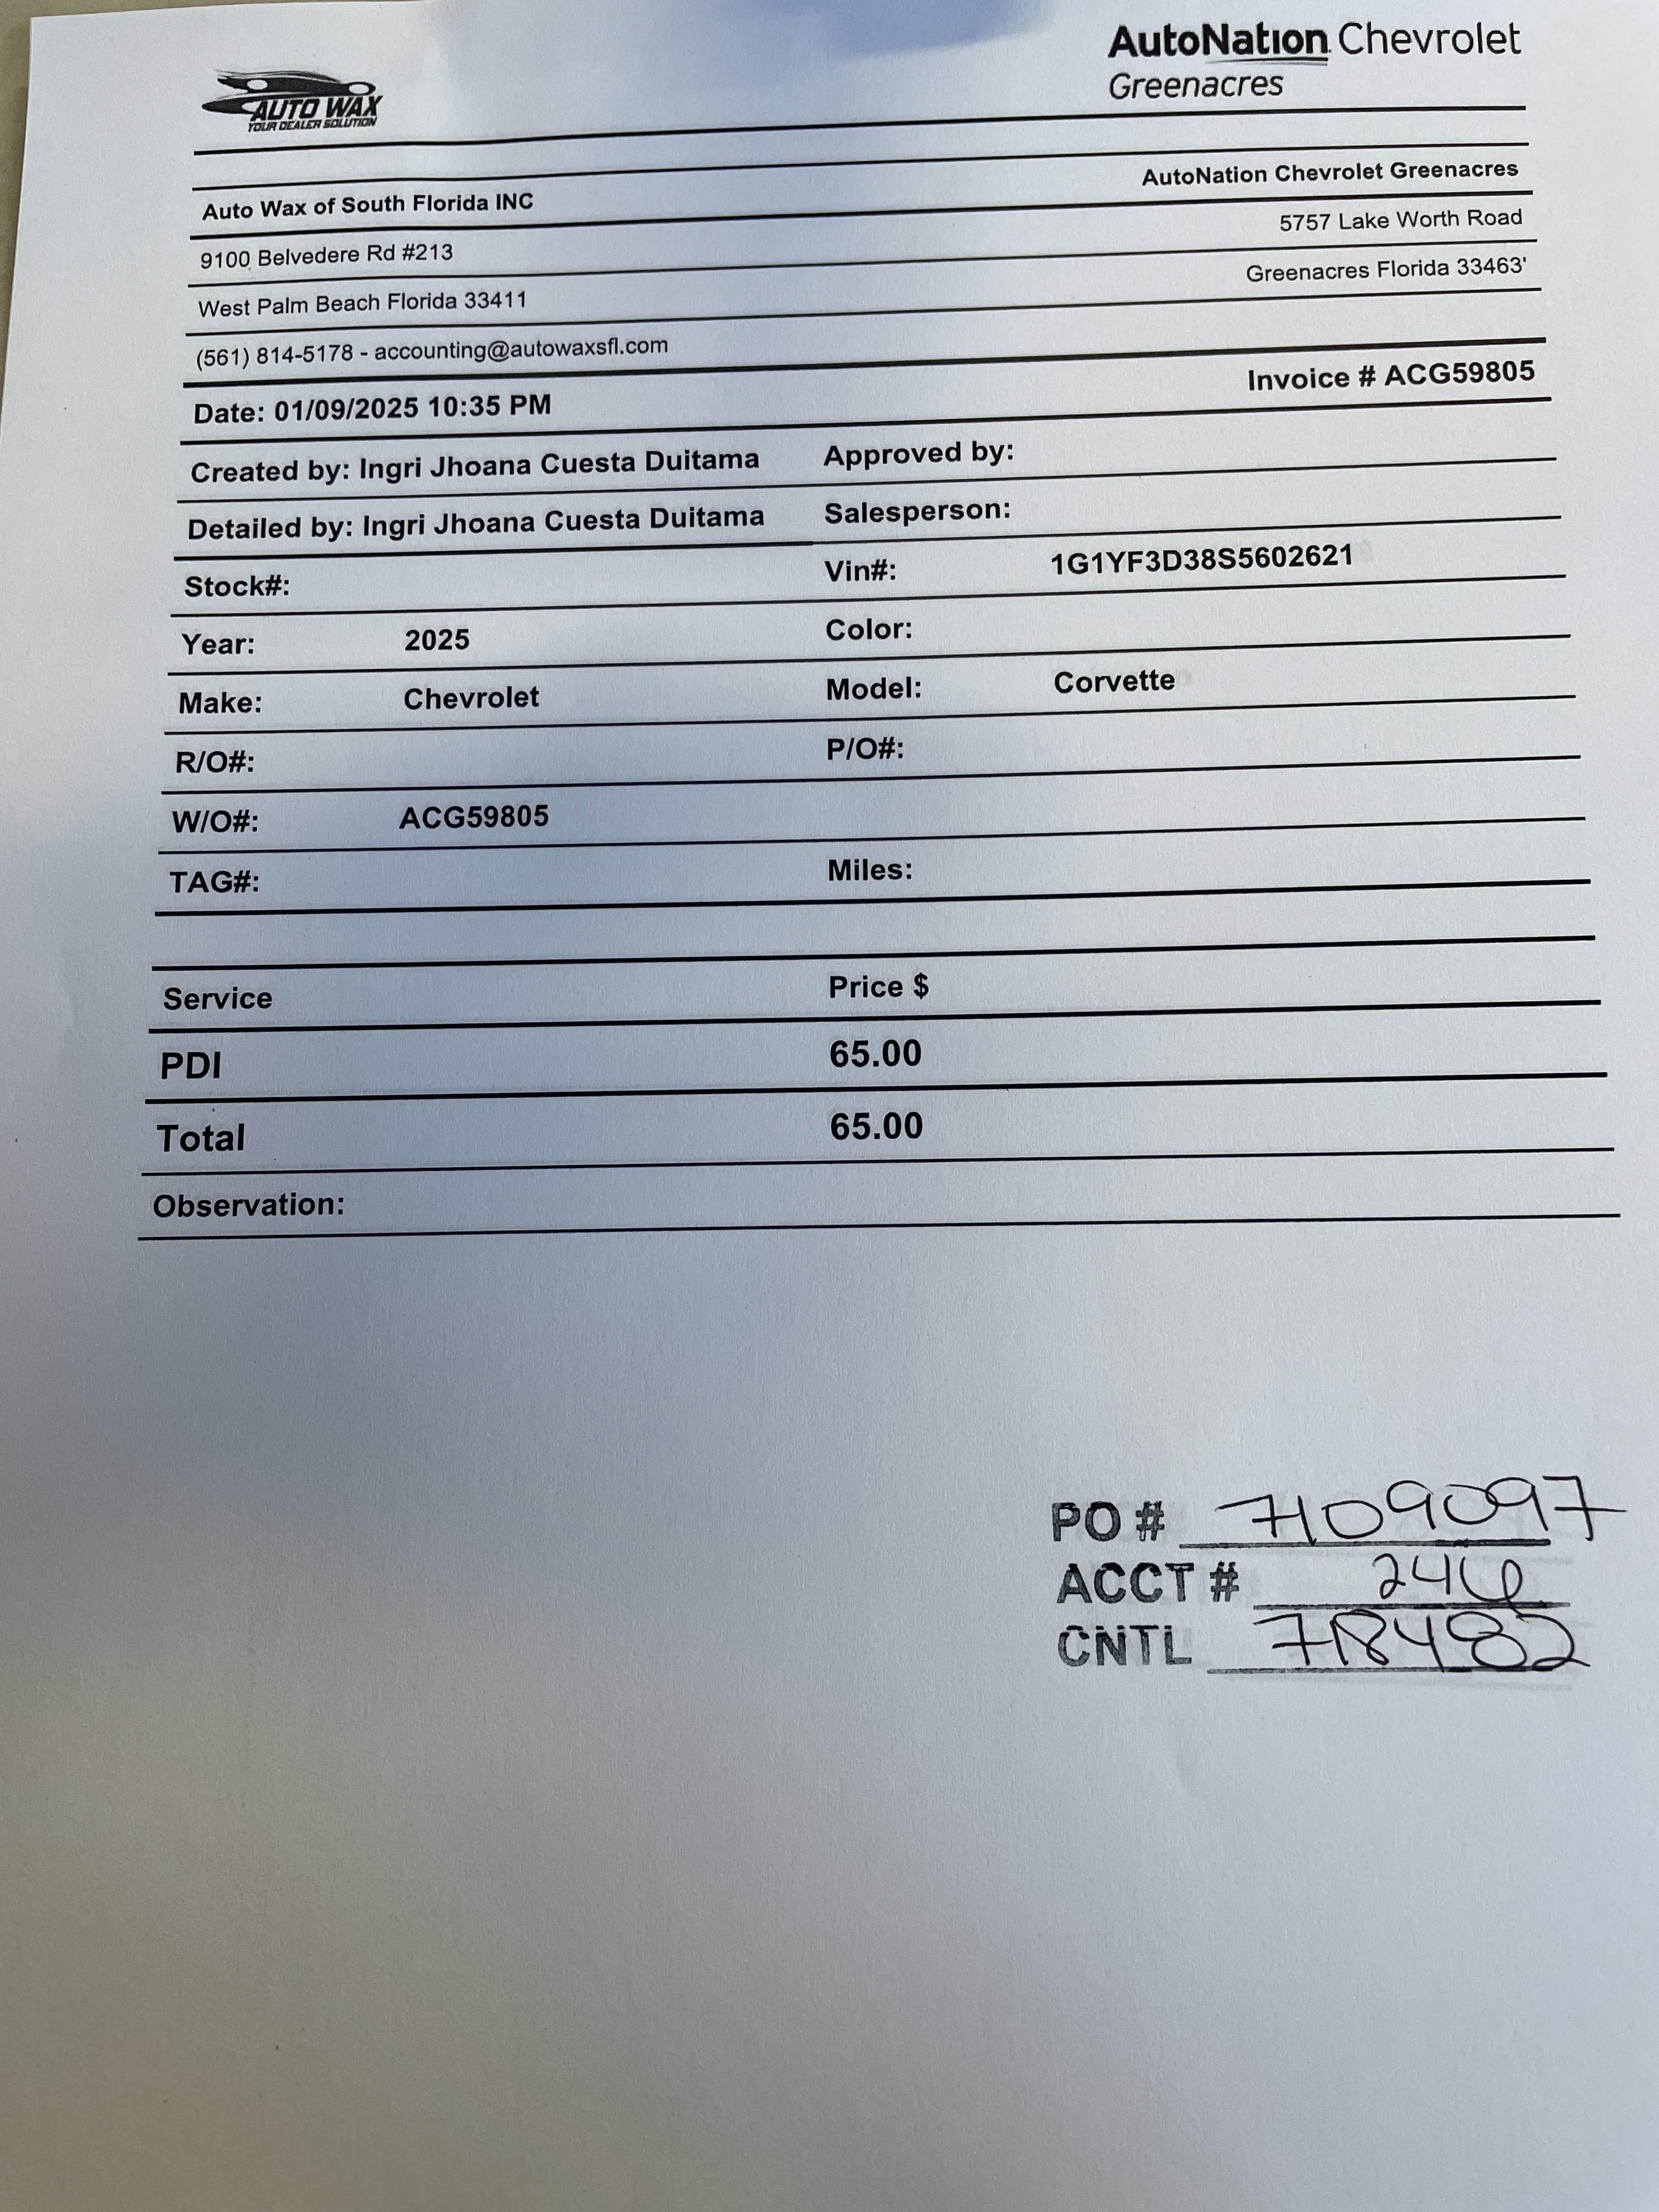 AUTO WAX
YOUR DEALER SOLUTION
AutoNation Chevrolet
Greenacres
Auto Wax of South Florida INC
AutoNation Chevrolet Greenacres
9100 Belvedere Rd #213
5757 Lake Worth Road
West Palm Beach Florida 33411
Greenacres Florida 33463'
(561) 814-5178 - accounting@autowaxsfl.com
Date: 01/09/2025 10:35 PM
Invoice # ACG59805
Created by: Ingri Jhoana Cuesta Duitama
Approved by:
Detailed by: Ingri Jhoana Cuesta Duitama
Salesperson:
Stock#:
Vin#: 1G1YF3D38S5602621
Year: 2025
Color:
Make: Chevrolet
Model: Corvette
R/O#:
P/O#:
W/O#: ACG59805
TAG#:
Miles:
Service Price $
PDI 65.00
Total 65.00
Observation:
PO # 7109097
ACCT # 246
CNTL 718482